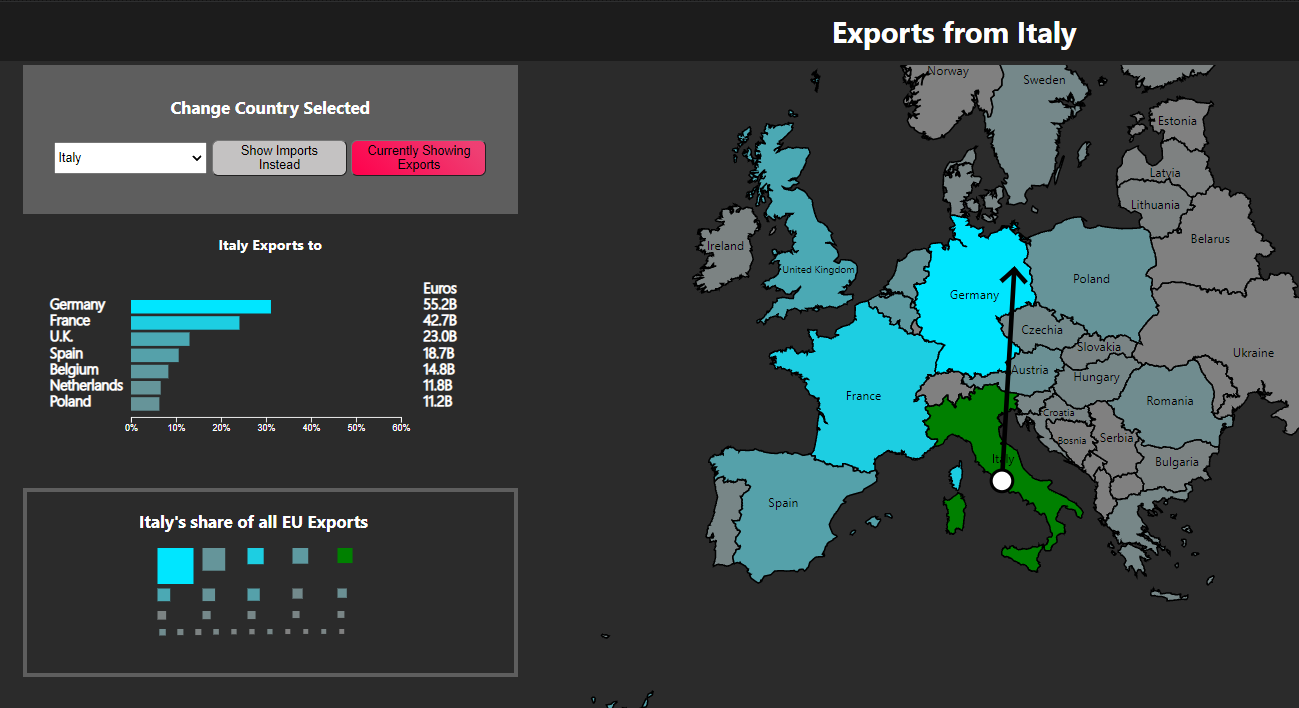 Exports from Italy
Change Country Selected
Italy
Show Imports
Instead
Currently Showing
Exports
Italy Exports to
Euros
Germany 55.2B
France 42.7B
U.K. 23.0B
Spain 18.7B
Belgium 14.8B
Netherlands 11.8B
Poland 11.2B
0% 10% 20% 30% 40% 50% 60%
Italy's share of all EU Exports
Norway
Sweden
Estonia
Latvia
Lithuania
Belarus
Ireland
United Kingdom
Poland
Germany
Czechia
Slovakia
Ukraine
Austria
Hungary
France
Romania
Croatia
Bosnia
Serbia
Italy
Bulgaria
Spain